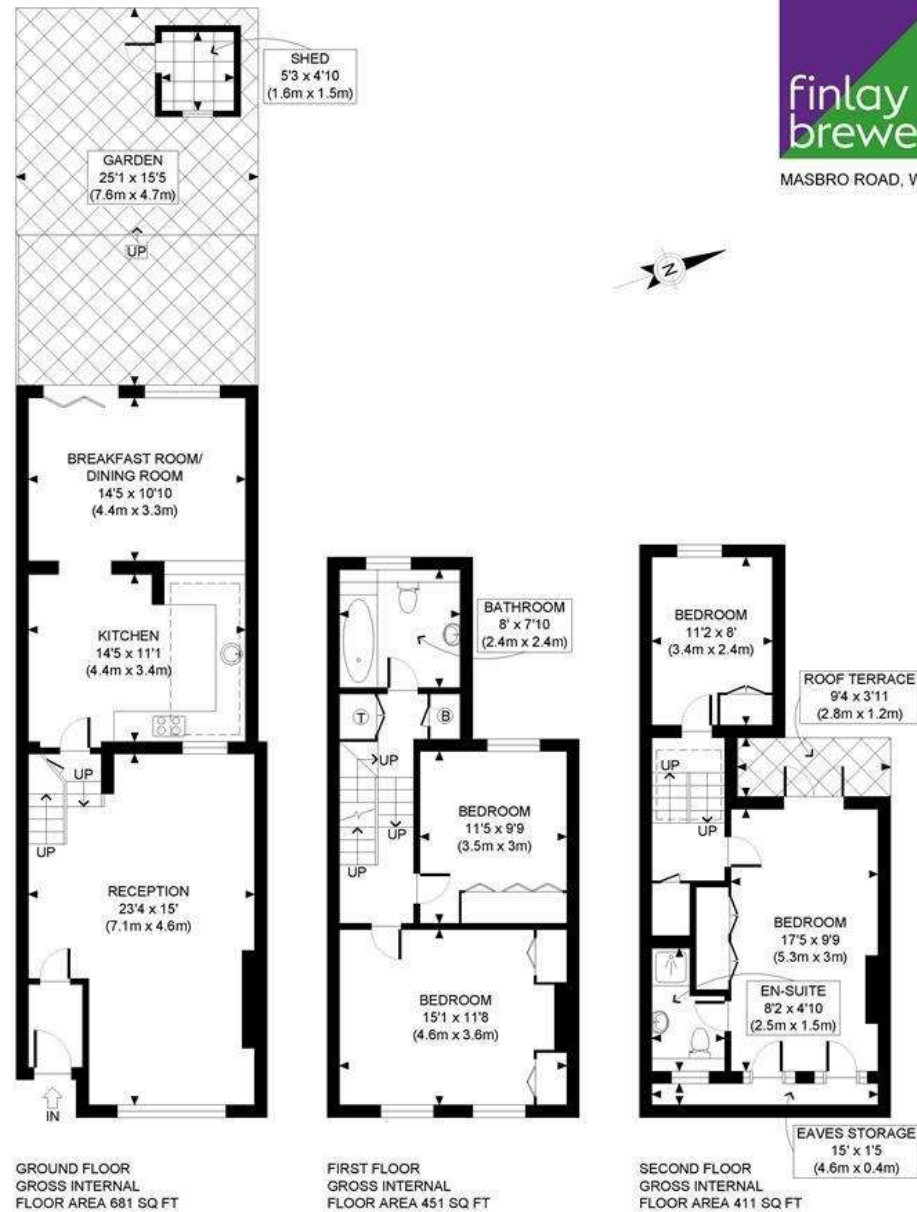 finlay
brewe
MASBRO ROAD, W
SHED
5'3 x 4'10
(1.6m x 1.5m)
GARDEN
25'1 x 15'5
(7.6m x 4.7m)
UP
N
BREAKFAST ROOM/
DINING ROOM
14'5 x 10'10
(4.4m x 3.3m)
KITCHEN
14'5 x 11'1
(4.4m x 3.4m)
UP
UP
RECEPTION
23'4 x 15'
(7.1m x 4.6m)
IN
GROUND FLOOR
GROSS INTERNAL
FLOOR AREA 681 SQ FT
BATHROOM
8' x 7'10
(2.4m x 2.4m)
T
B
UP
UP
UP
BEDROOM
11'5 x 9'9
(3.5m x 3m)
BEDROOM
15'1 x 11'8
(4.6m x 3.6m)
FIRST FLOOR
GROSS INTERNAL
FLOOR AREA 451 SQ FT
BEDROOM
11'2 x 8'
(3.4m x 2.4m)
ROOF TERRACE
9'4 x 3'11
(2.8m x 1.2m)
UP
UP
BEDROOM
17'5 x 9'9
(5.3m x 3m)
EN-SUITE
8'2 x 4'10
(2.5m x 1.5m)
EAVES STORAGE
15' x 1'5
(4.6m x 0.4m)
SECOND FLOOR
GROSS INTERNAL
FLOOR AREA 411 SQ FT